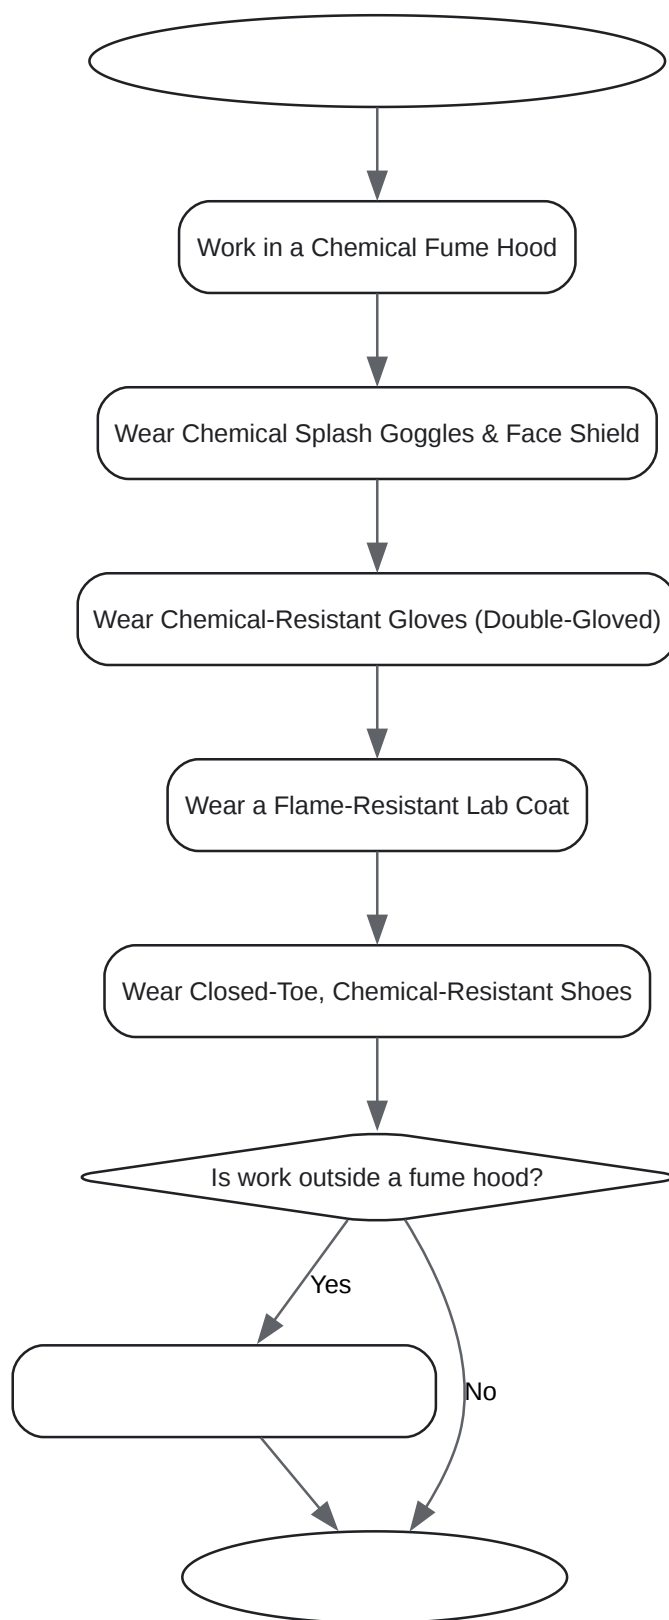 Work in a Chemical Fume Hood
Wear Chemical Splash Goggles & Face Shield
Wear Chemical-Resistant Gloves (Double-Gloved)
Wear a Flame-Resistant Lab Coat
Wear Closed-Toe, Chemical-Resistant Shoes
Is work outside a fume hood?
Yes
No